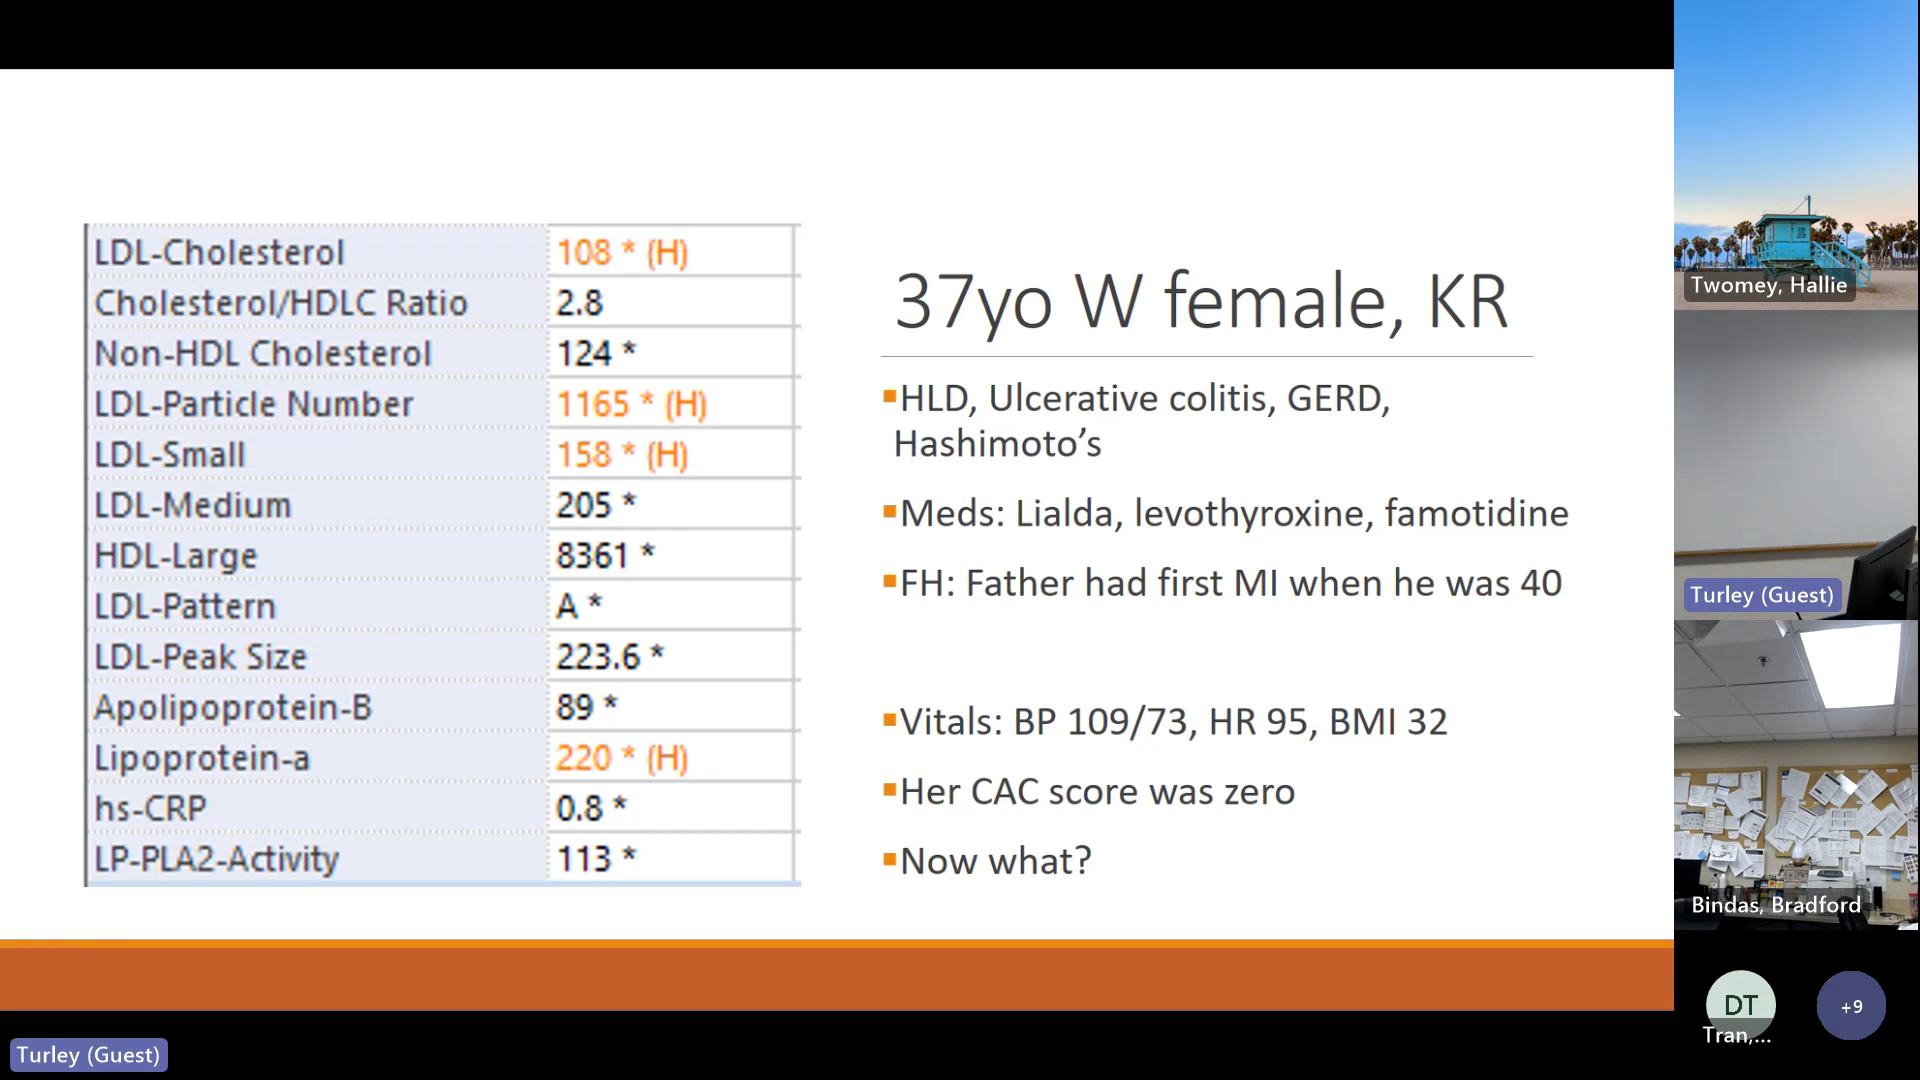 LDL-Cholesterol 108 * (H)
Cholesterol/HDLC Ratio 2.8
Non-HDL Cholesterol 124 *
LDL-Particle Number 1165 * (H)
LDL-Small 158 * (H)
LDL-Medium 205 *
HDL-Large 8361 *
LDL-Pattern A *
LDL-Peak Size 223.6 *
Apolipoprotein-B 89 *
Lipoprotein-a 220 * (H)
hs-CRP 0.8 *
LP-PLA2-Activity 113 *
37yo W female, KR
▪HLD, Ulcerative colitis, GERD,
Hashimoto’s
▪Meds: Lialda, levothyroxine, famotidine
▪FH: Father had first MI when he was 40
▪Vitals: BP 109/73, HR 95, BMI 32
▪Her CAC score was zero
▪Now what?
Twomey, Hallie
Turley (Guest)
Bindas, Bradford
DT
Tran,...
+9
Turley (Guest)